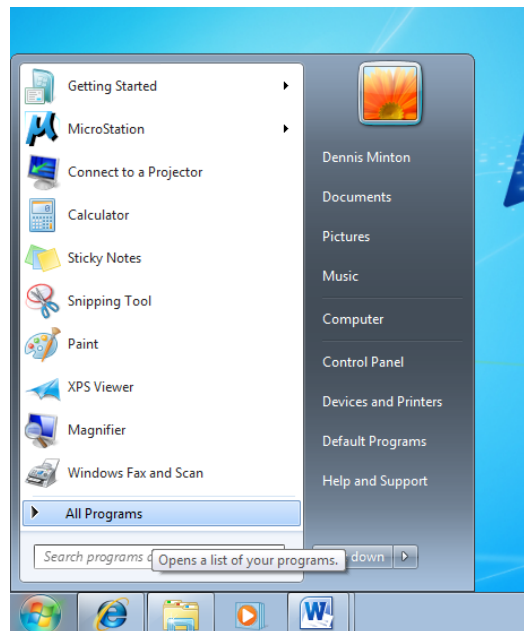 Getting Started
MicroStation
Connect to a Projector
Calculator
Sticky Notes
Snipping Tool
Paint
XPS Viewer
Magnifier
Windows Fax and Scan
All Programs
Search programs
Opens a list of your programs.
Dennis Minton
Documents
Pictures
Music
Computer
Control Panel
Devices and Printers
Default Programs
Help and Support
down